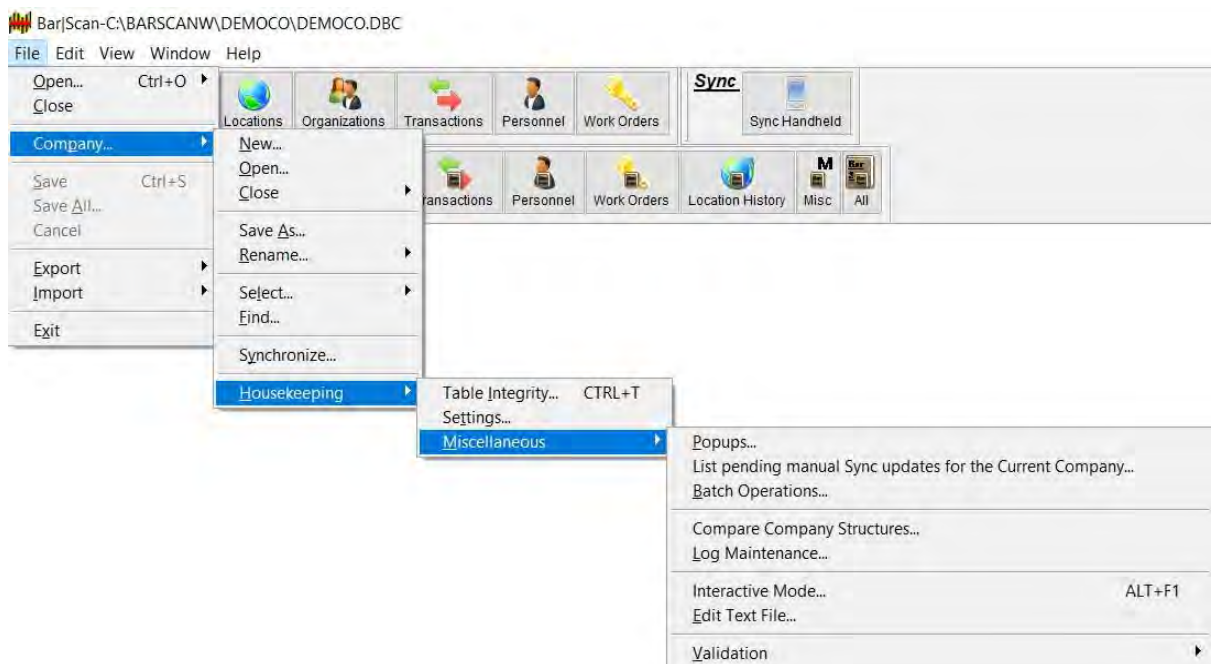 Bar|Scan-C:\BARSCANW\DEMOCO\DEMOCO.DBC
File Edit View Window Help
Open... Ctrl+O
Close
Company...
Save Ctrl+S
Save All...
Cancel
Export
Import
Exit
Locations Organizations Transactions Personnel Work Orders
Sync
Sync Handheld
ransactions Personnel Work Orders Location History M Misc Bar All
New...
Open...
Close
Save As...
Rename...
Select...
Find...
Synchronize...
Housekeeping
Table Integrity... CTRL+T
Settings...
Miscellaneous
Popups...
List pending manual Sync updates for the Current Company...
Batch Operations...
Compare Company Structures...
Log Maintenance...
Interactive Mode... ALT+F1
Edit Text File...
Validation